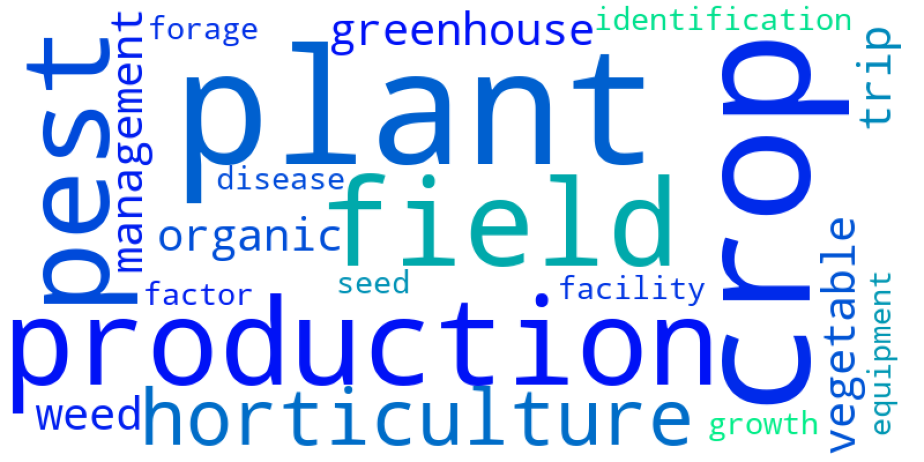 forage
greenhouse
identification
pest
management
plant
crop
trip
disease
field
organic
vegetable
seed
facility
factor
equipment
production
weed
horticulture
growth